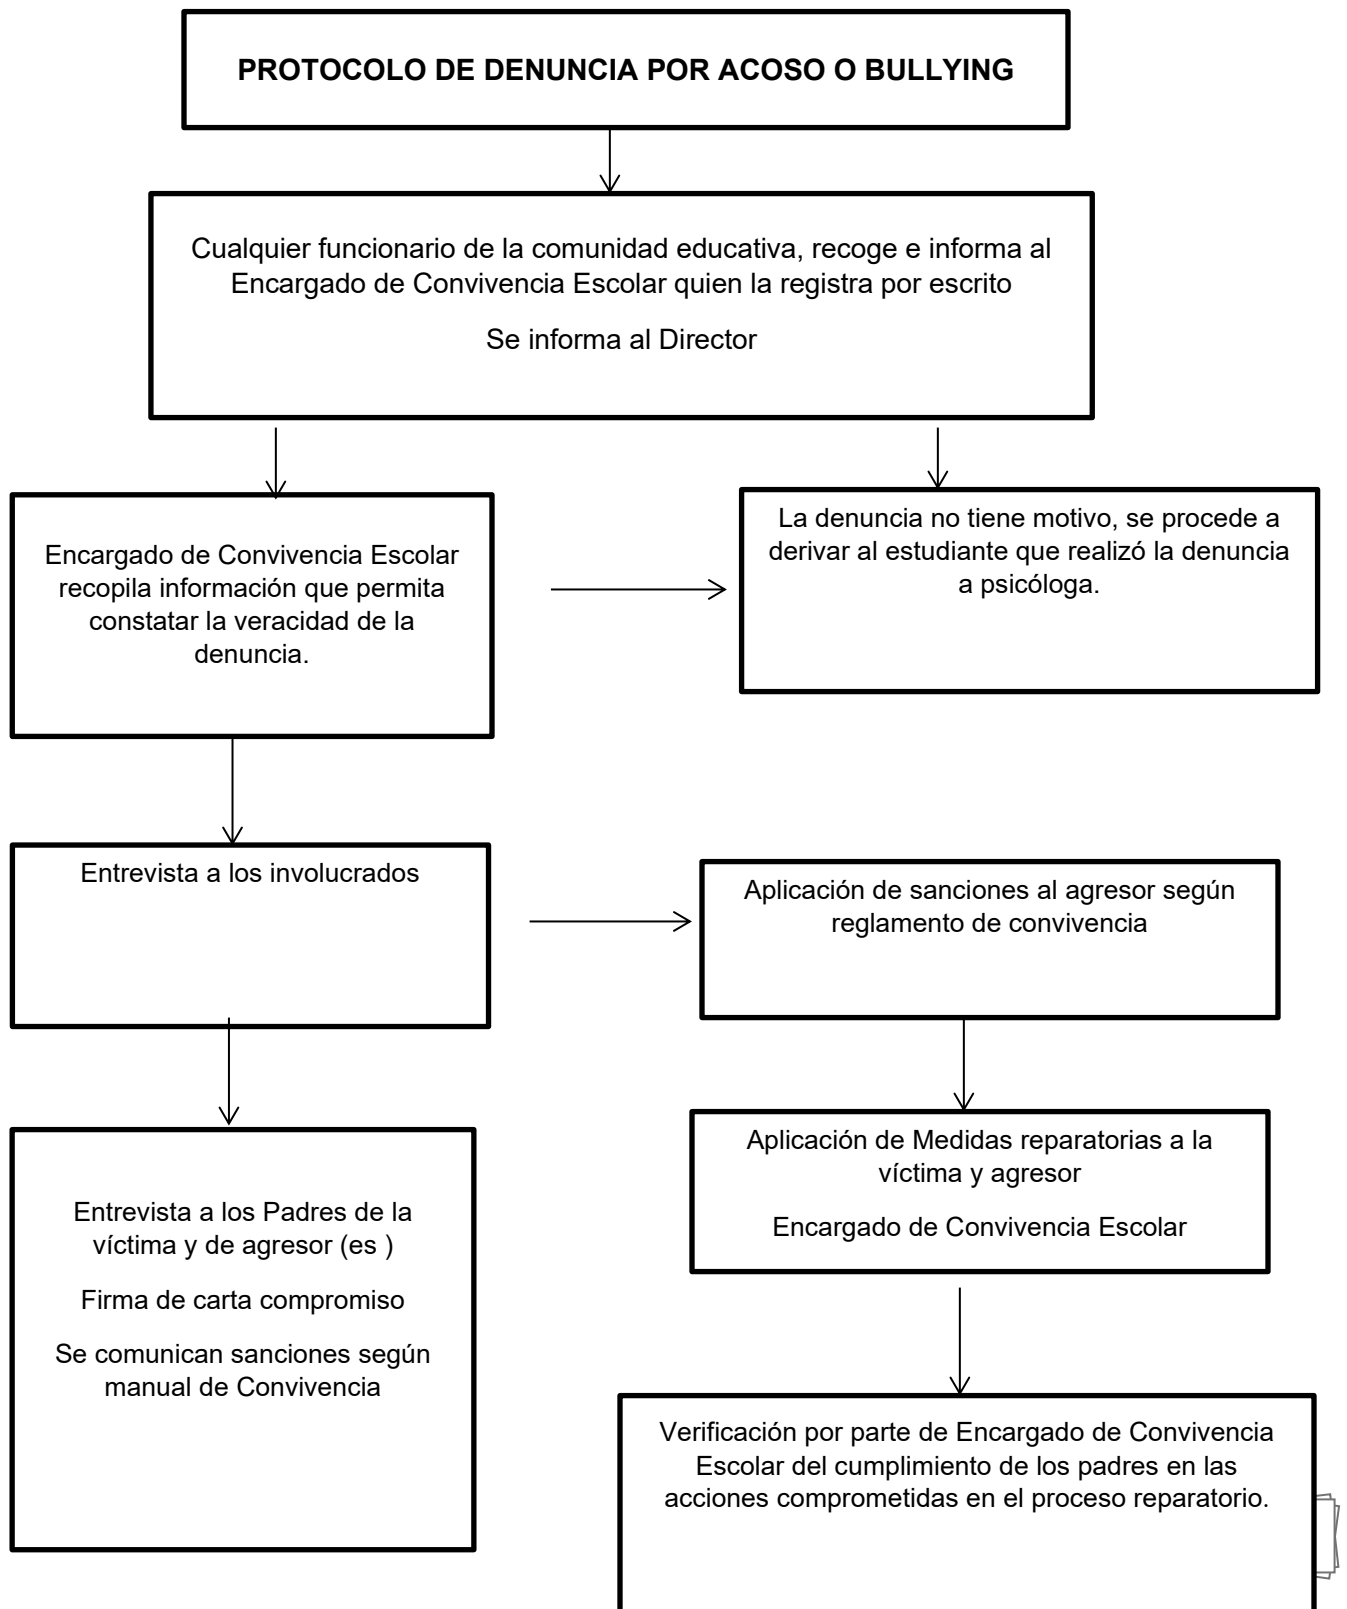 PROTOCOLO DE DENUNCIA POR ACOSO O BULLYING
Cualquier funcionario de la comunidad educativa, recoge e informa al
Encargado de Convivencia Escolar quien la registra por escrito
Se informa al Director
Encargado de Convivencia Escolar
recopila información que permita
constatar la veracidad de la
denuncia.
La denuncia no tiene motivo, se procede a
derivar al estudiante que realizó la denuncia
a psicóloga.
Entrevista a los involucrados
Aplicación de sanciones al agresor según
reglamento de convivencia
Entrevista a los Padres de la
víctima y de agresor (es )
Firma de carta compromiso
Se comunican sanciones según
manual de Convivencia
Aplicación de Medidas reparatorias a la
víctima y agresor
Encargado de Convivencia Escolar
Verificación por parte de Encargado de Convivencia
Escolar del cumplimiento de los padres en las
acciones comprometidas en el proceso reparatorio.